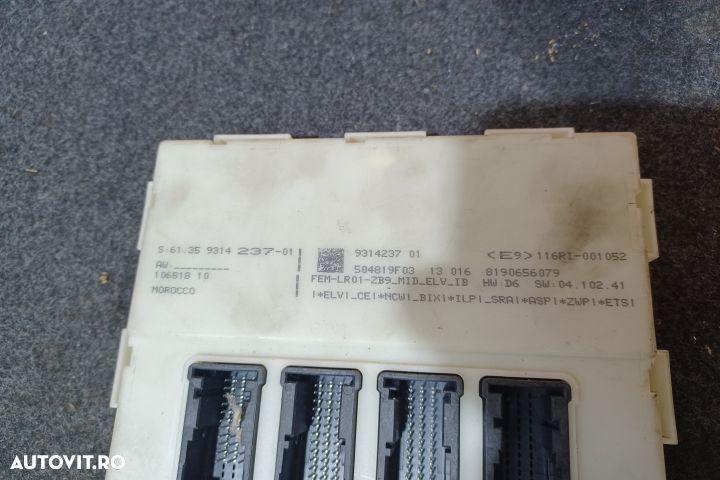 S:61.35 9314 237-01
AW:_________
106818 10
MOROCCO
9314237 01 <E9> 116RI-001052
504819F03 13 016 8190656079
FEM-LR01-ZB9_MID_ELV_IB HW:D6 SW:04.102.41
|*ELV|_CE|*NCW|_BIX|*ILP|_SRA|*ASP|*ZWP|*ETS|
AUTOVIT.RO